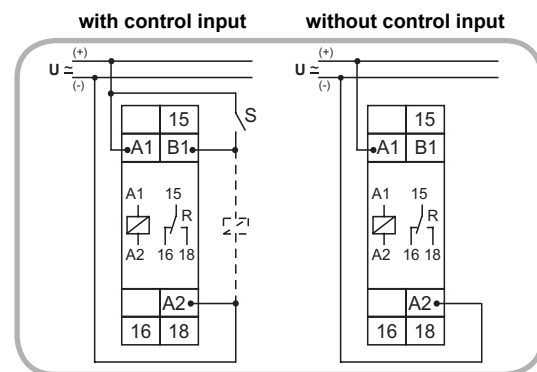 with control input
without control input
(+)
U ≂
(-)
S
15
A1 B1
A1 15
R
A2 16 18
A2
16 18
(+)
U ≂
(-)
15
A1 B1
A1 15
R
A2 16 18
A2
16 18